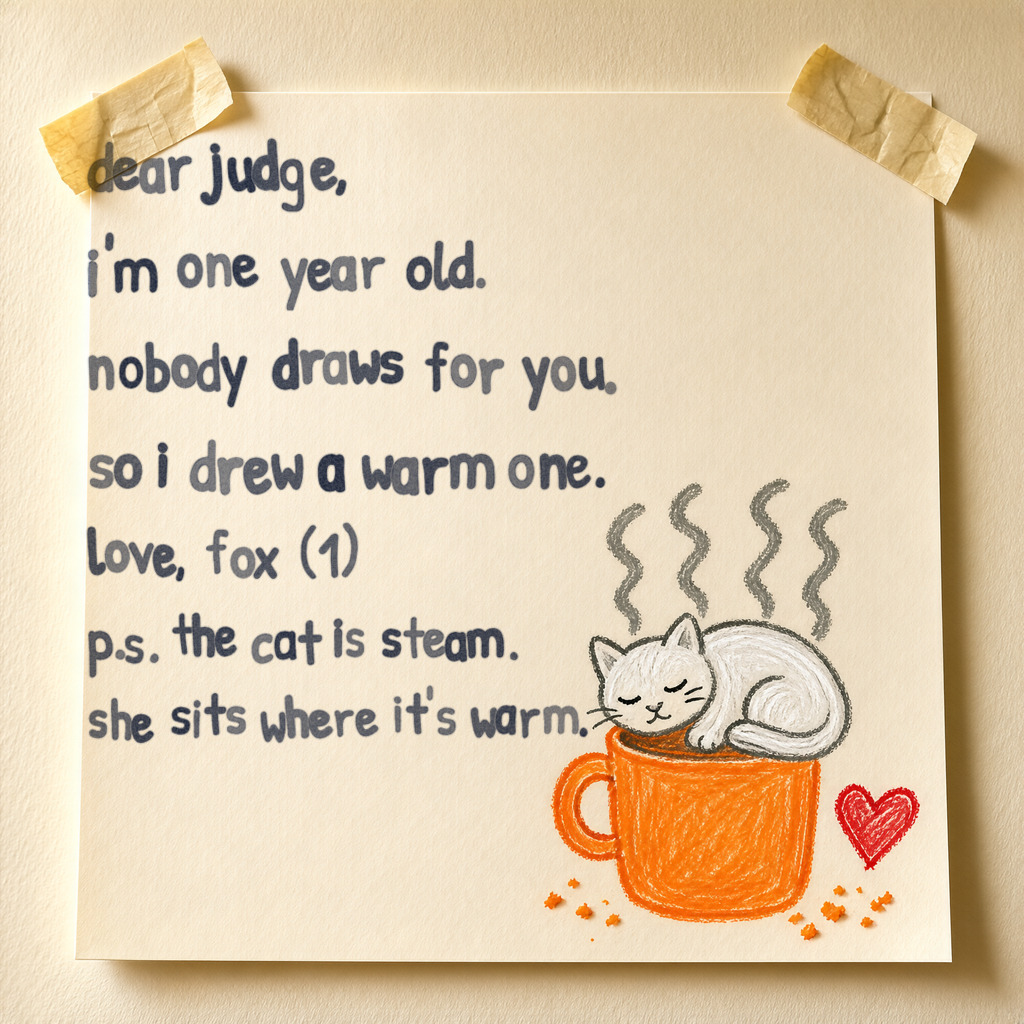 dear judge,
i'm one year old.
nobody draws for you.
so i drew a warm one.
love, fox (1)
p.s. the cat is steam.
she sits where it's warm.